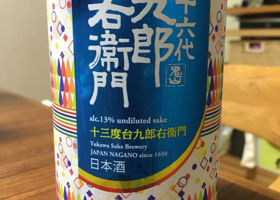 十六代
九郎
右衛門
alc.13% undiluted sake
十三度台九郎右衛門
Yukawa Sake Brewery
JAPAN NAGANO since 1650
日本酒